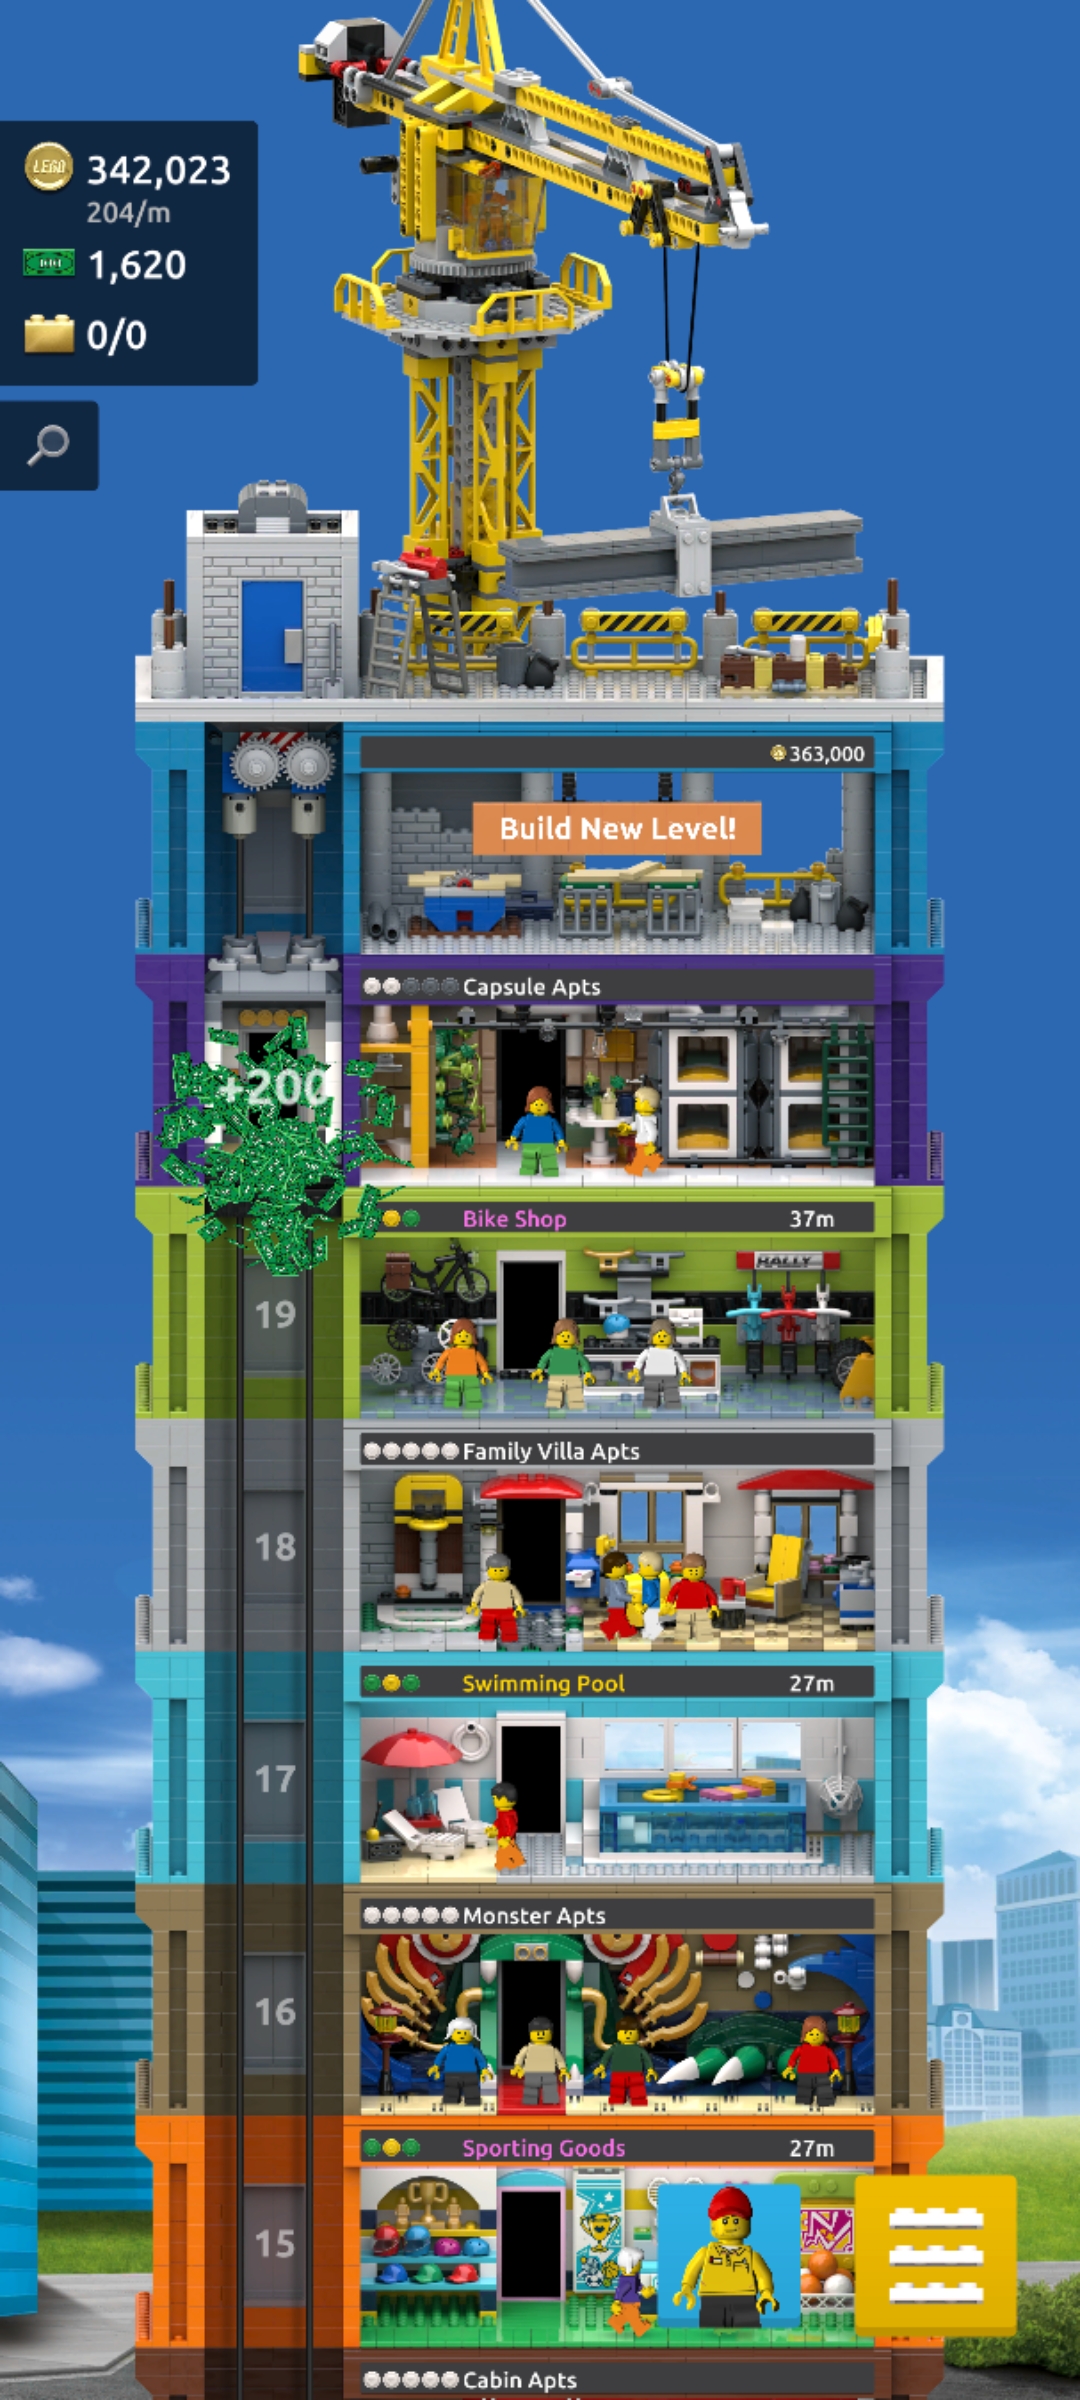 LEGO
342,023
204/m
1,620
0/0
363,000
Build New Level!
Capsule Apts
+200
Bike Shop
37m
RALLY
19
Family Villa Apts
18
Swimming Pool
27m
17
Monster Apts
16
Sporting Goods
27m
15
Cabin Apts